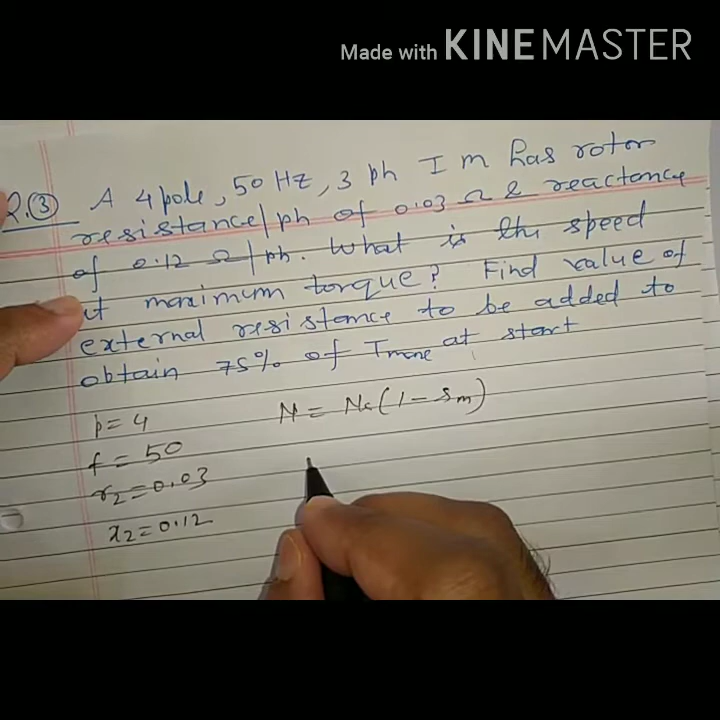 Made with KINEMASTER
Q.③ A 4 pole, 50 Hz, 3 ph I m has rotor
resistance/ph of 0.03 Ω & reactance
of 0.12 Ω/ph. What is the speed
at maximum torque? Find value of
external resistance to be added to
obtain 75% of Tmax at start
p = 4
f = 50
r₂ = 0.03
x₂ = 0.12
N = Ns (1 - sm)